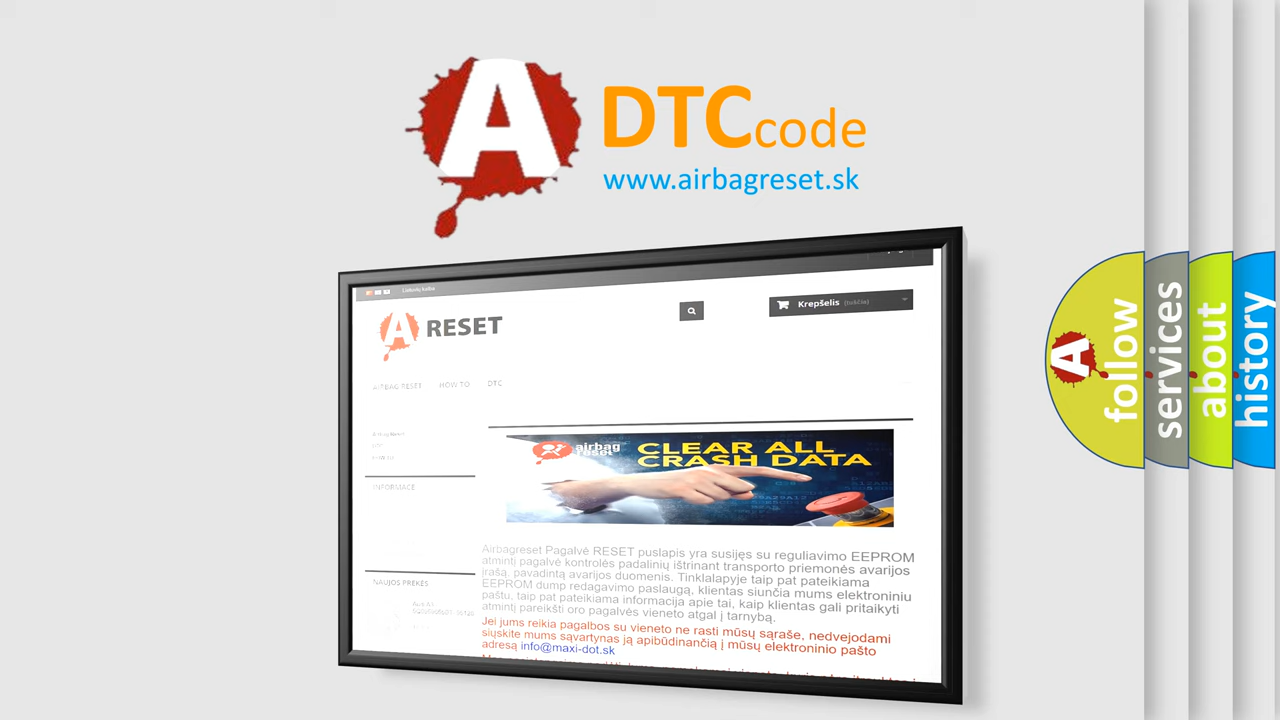 A
DTCcode
www.airbagreset.sk
Lietuvių kalba
A RESET
Krepšelis (tuščia)
AIRBAG RESET HOW TO DTC
airbag
reset
CLEAR ALL
CRASH DATA
INFORMACE
Airbagreset Pagalvė RESET puslapis yra susijęs su reguliavimo EEPROM
atmintį pagalvė kontrolės padalinių ištrinant transporto priemonės avarijos
įrašą, pavadintą avarijos duomenis. Tinklalapyje taip pat pateikiama
EEPROM dump redagavimo paslaugą, klientas siunčia mums elektroniniu
paštu, taip pat pateikiama informacija apie tai, kaip klientas gali pritaikyti
atmintį pareikšti oro pagalvės vieneto atgal į tarnybą.
Jei jums reikia pagalbos su vieneto ne rasti mūsų sąraše, nedvejodami
siųskite mums sąvartynas ją apibūdinančią į mūsų elektroninio pašto
adresą info@maxi-dot.sk
NAUJOS PREKĖS
A follow
services
about
history